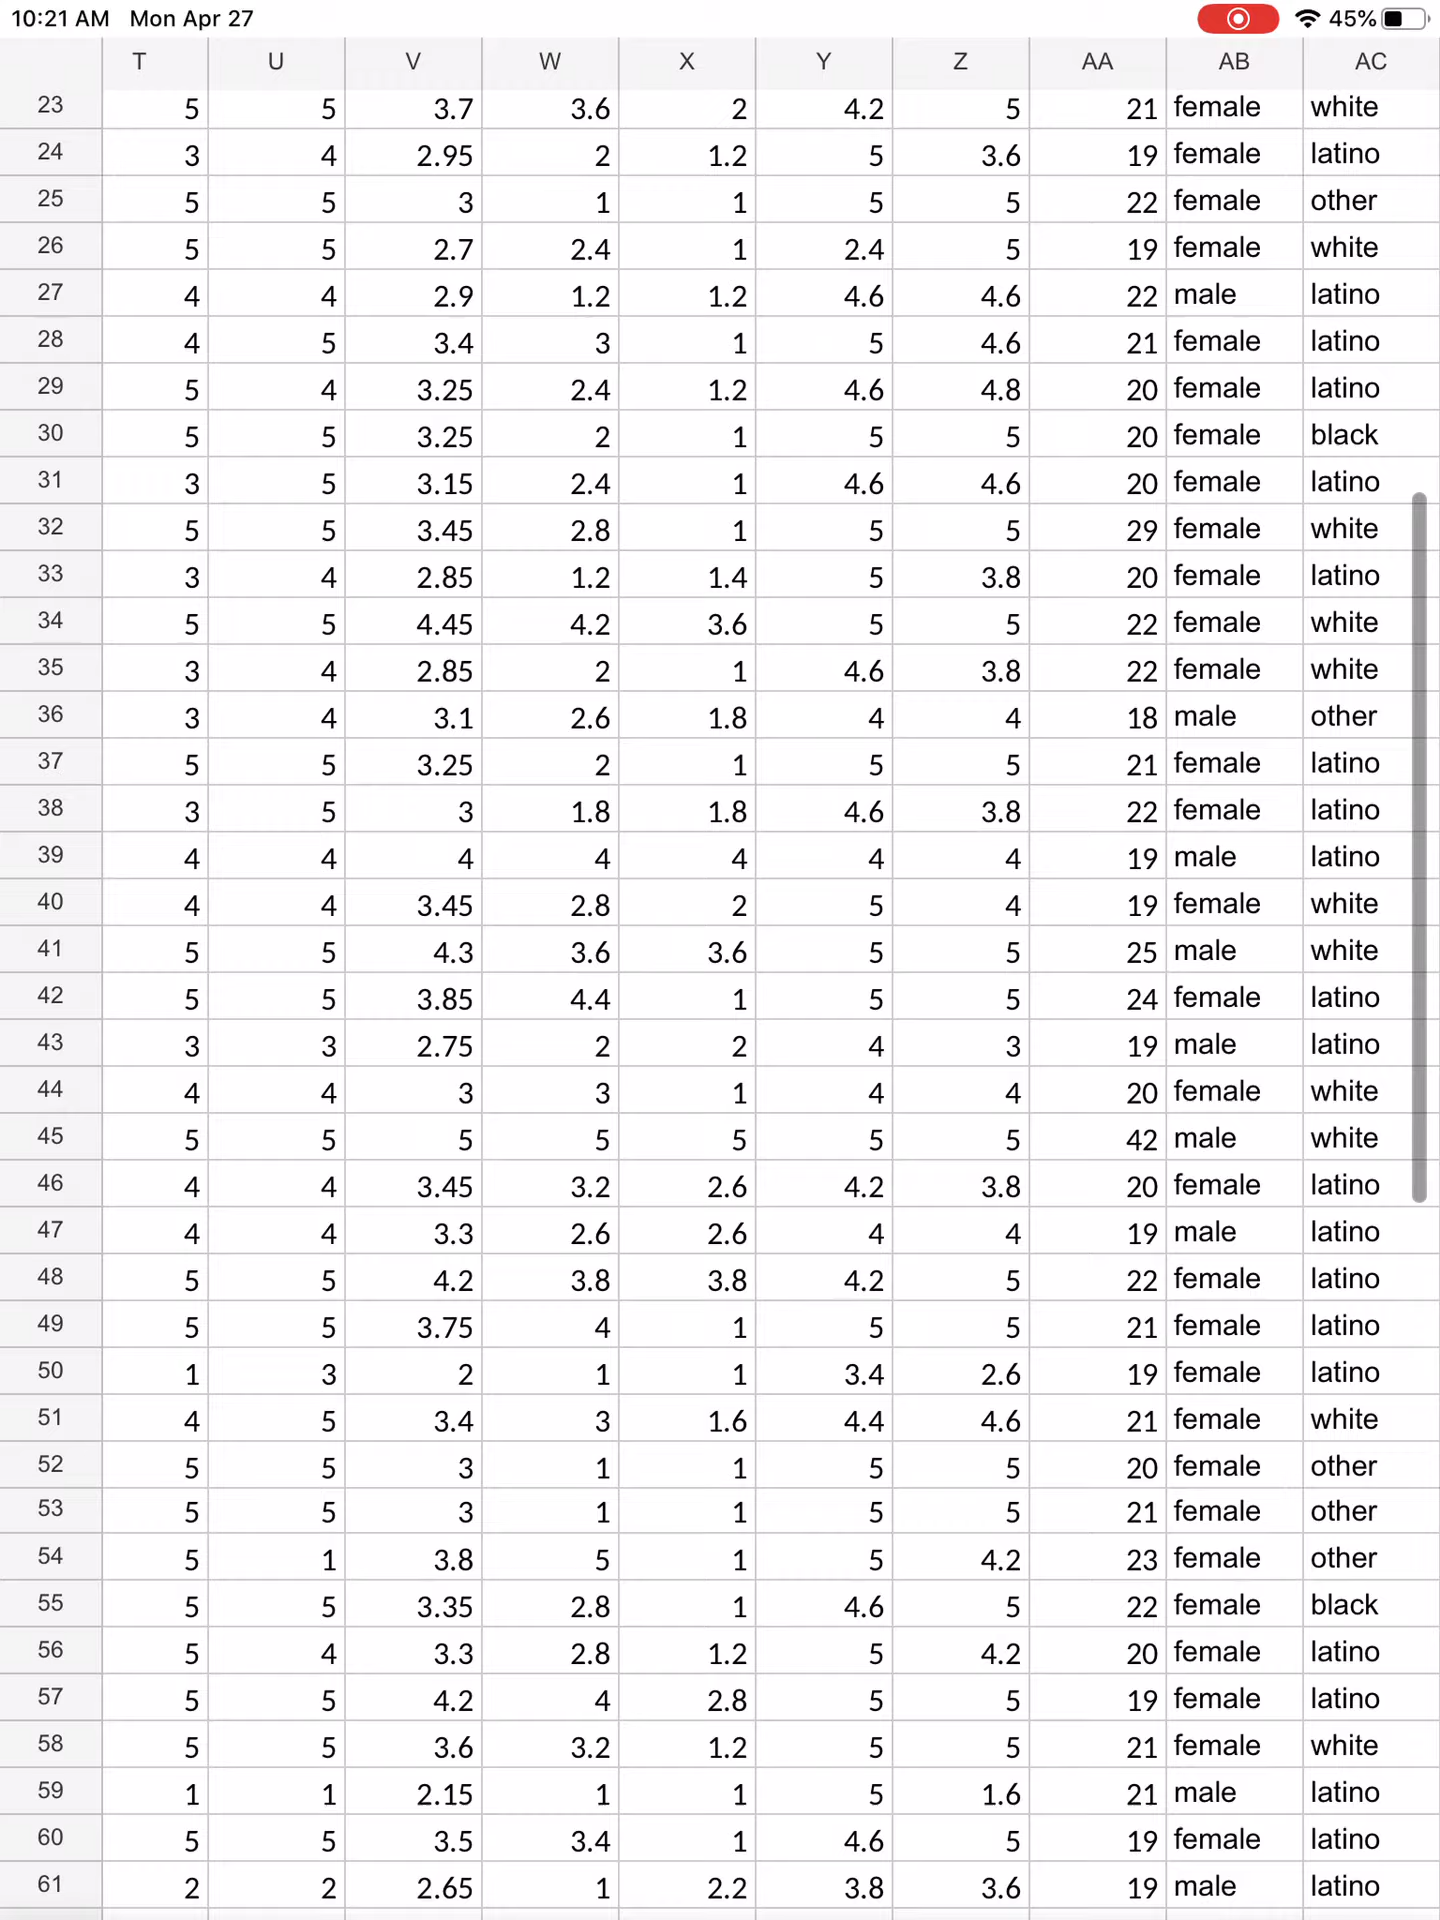 10:21 AM Mon Apr 27 45%
T U V W X Y Z AA AB AC
23 5 5 3.7 3.6 2 4.2 5 21 female white
24 3 4 2.95 2 1.2 5 3.6 19 female latino
25 5 5 3 1 1 5 5 22 female other
26 5 5 2.7 2.4 1 2.4 5 19 female white
27 4 4 2.9 1.2 1.2 4.6 4.6 22 male latino
28 4 5 3.4 3 1 5 4.6 21 female latino
29 5 4 3.25 2.4 1.2 4.6 4.8 20 female latino
30 5 5 3.25 2 1 5 5 20 female black
31 3 5 3.15 2.4 1 4.6 4.6 20 female latino
32 5 5 3.45 2.8 1 5 5 29 female white
33 3 4 2.85 1.2 1.4 5 3.8 20 female latino
34 5 5 4.45 4.2 3.6 5 5 22 female white
35 3 4 2.85 2 1 4.6 3.8 22 female white
36 3 4 3.1 2.6 1.8 4 4 18 male other
37 5 5 3.25 2 1 5 5 21 female latino
38 3 5 3 1.8 1.8 4.6 3.8 22 female latino
39 4 4 4 4 4 4 4 19 male latino
40 4 4 3.45 2.8 2 5 4 19 female white
41 5 5 4.3 3.6 3.6 5 5 25 male white
42 5 5 3.85 4.4 1 5 5 24 female latino
43 3 3 2.75 2 2 4 3 19 male latino
44 4 4 3 3 1 4 4 20 female white
45 5 5 5 5 5 5 5 42 male white
46 4 4 3.45 3.2 2.6 4.2 3.8 20 female latino
47 4 4 3.3 2.6 2.6 4 4 19 male latino
48 5 5 4.2 3.8 3.8 4.2 5 22 female latino
49 5 5 3.75 4 1 5 5 21 female latino
50 1 3 2 1 1 3.4 2.6 19 female latino
51 4 5 3.4 3 1.6 4.4 4.6 21 female white
52 5 5 3 1 1 5 5 20 female other
53 5 5 3 1 1 5 5 21 female other
54 5 1 3.8 5 1 5 4.2 23 female other
55 5 5 3.35 2.8 1 4.6 5 22 female black
56 5 4 3.3 2.8 1.2 5 4.2 20 female latino
57 5 5 4.2 4 2.8 5 5 19 female latino
58 5 5 3.6 3.2 1.2 5 5 21 female white
59 1 1 2.15 1 1 5 1.6 21 male latino
60 5 5 3.5 3.4 1 4.6 5 19 female latino
61 2 2 2.65 1 2.2 3.8 3.6 19 male latino